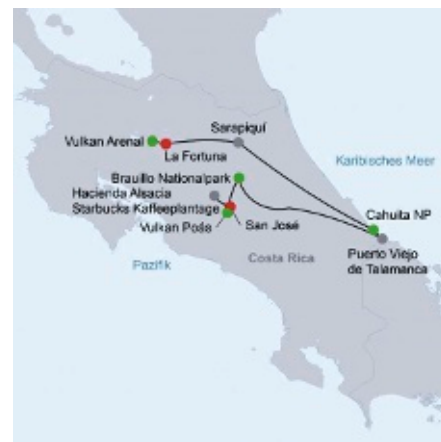 Sarapiquí
Vulkan Arenal
La Fortuna
Karibisches Meer
Braulio Nationalpark
Hacienda Alsacia
Starbucks Kaffeeplantage
Cahuita NP
Vulkan Poás
San José
Puerto Viejo
de Talamanca
Costa Rica
Pazifik